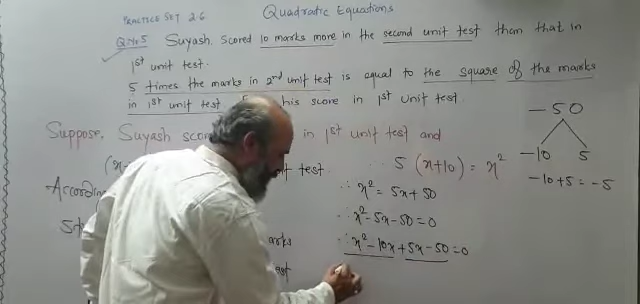 PRACTICE SET 2.6
Quadratic Equations
Q.No5 Suyash scored 10 marks more in the second unit test than that in
1st unit test.
5 times the marks in 2nd unit test is equal to the square of the marks
in 1st unit test his score in 1st unit test.
Suppose, Suyash in 1st unit test and
test.
5 (x+10) = x²
∴ x² = 5x + 50
∴ x² - 5x - 50 = 0
∴ x² - 10x + 5x - 50 = 0
-50
-10 5
-10+5 = -5